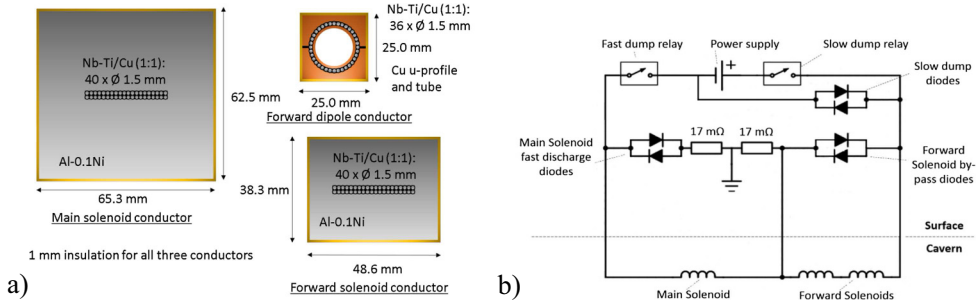 a)
Nb-Ti/Cu (1:1):
40 x Ø 1.5 mm
62.5 mm
Al-0.1Ni
65.3 mm
Main solenoid conductor
1 mm insulation for all three conductors
Nb-Ti/Cu (1:1):
36 x Ø 1.5 mm
25.0 mm
Cu u-profile
and tube
25.0 mm
Forward dipole conductor
Nb-Ti/Cu (1:1):
40 x Ø 1.5 mm
38.3 mm
Al-0.1Ni
48.6 mm
Forward solenoid conductor
b)
Fast dump relay
Power supply
+
Slow dump relay
Slow dump
diodes
Main Solenoid
fast discharge
diodes
17 mΩ
17 mΩ
Forward
Solenoid by-
pass diodes
Surface
Cavern
Main Solenoid
Forward Solenoids